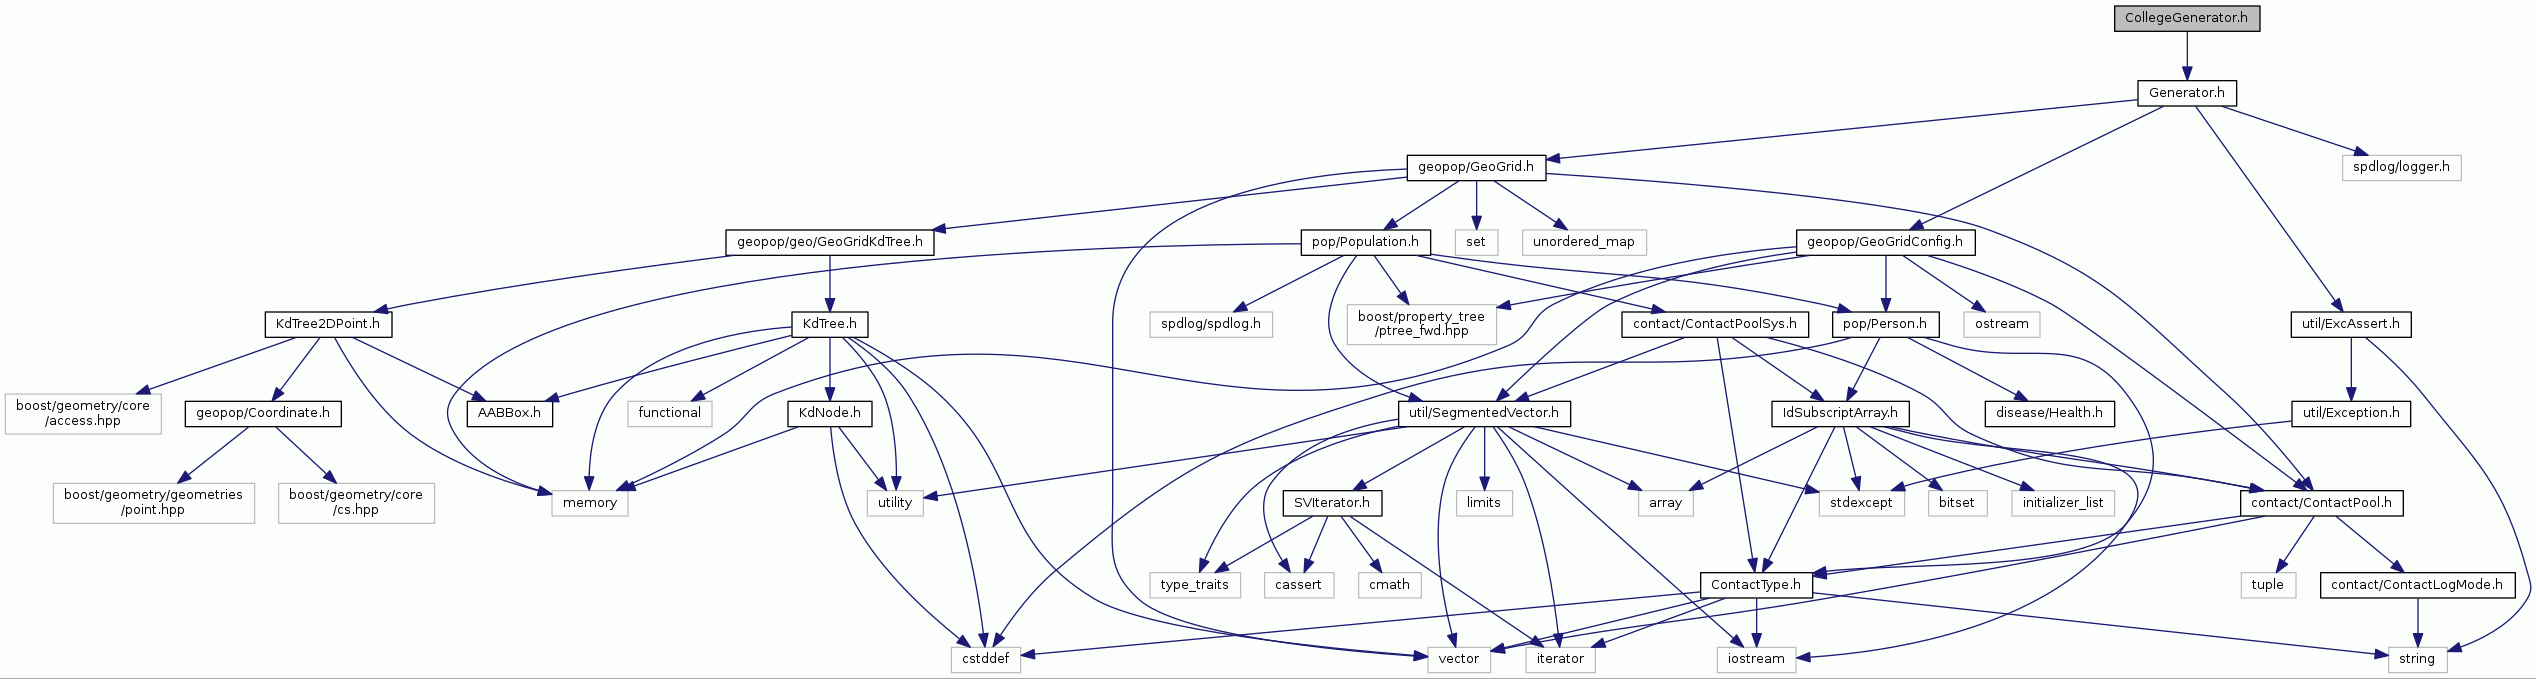 CollegeGenerator.h
Generator.h
geopop/GeoGrid.h
spdlog/logger.h
geopop/geo/GeoGridKdTree.h
pop/Population.h
set
unordered_map
geopop/GeoGridConfig.h
KdTree2DPoint.h
KdTree.h
spdlog/spdlog.h
boost/property_tree
/ptree_fwd.hpp
contact/ContactPoolSys.h
pop/Person.h
ostream
util/ExcAssert.h
boost/geometry/core
/access.hpp
geopop/Coordinate.h
AABBox.h
functional
KdNode.h
util/SegmentedVector.h
IdSubscriptArray.h
disease/Health.h
util/Exception.h
boost/geometry/geometries
/point.hpp
boost/geometry/core
/cs.hpp
memory
utility
SVIterator.h
limits
array
stdexcept
bitset
initializer_list
contact/ContactPool.h
type_traits
cassert
cmath
ContactType.h
tuple
contact/ContactLogMode.h
cstddef
vector
iterator
iostream
string